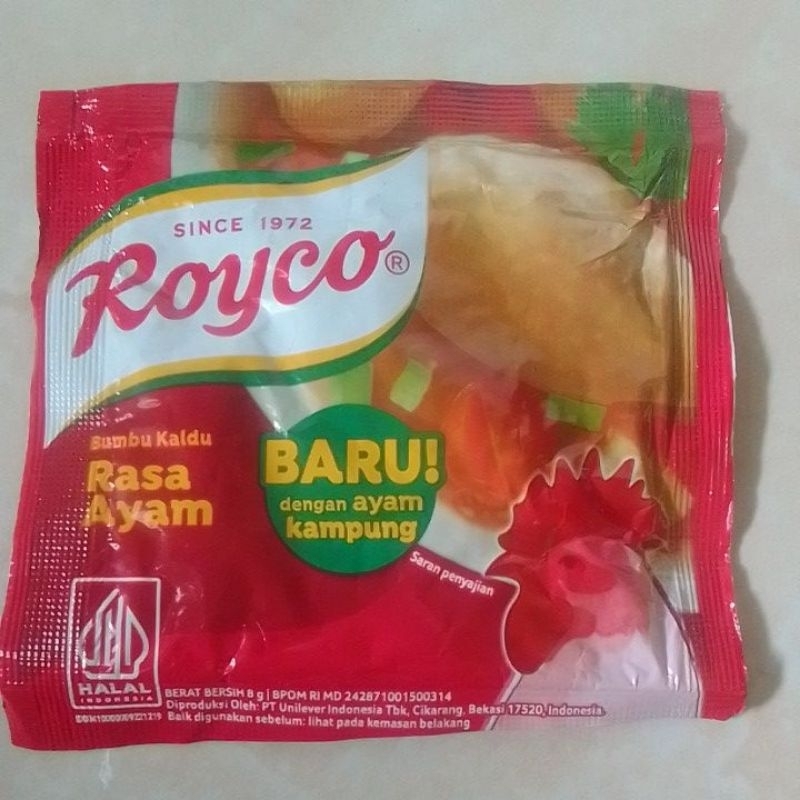 SINCE 1972
Royco®
Bumbu Kaldu
Rasa
Ayam
BARU!
dengan ayam
kampung
Saran penyajian
HALAL
INDONESIA
BERAT BERSIH 8 g | BPOM RI MD 242871001500314
Diproduksi Oleh: PT Unilever Indonesia Tbk, Cikarang, Bekasi 17520, Indonesia
Baik digunakan sebelum: lihat pada kemasan belakang